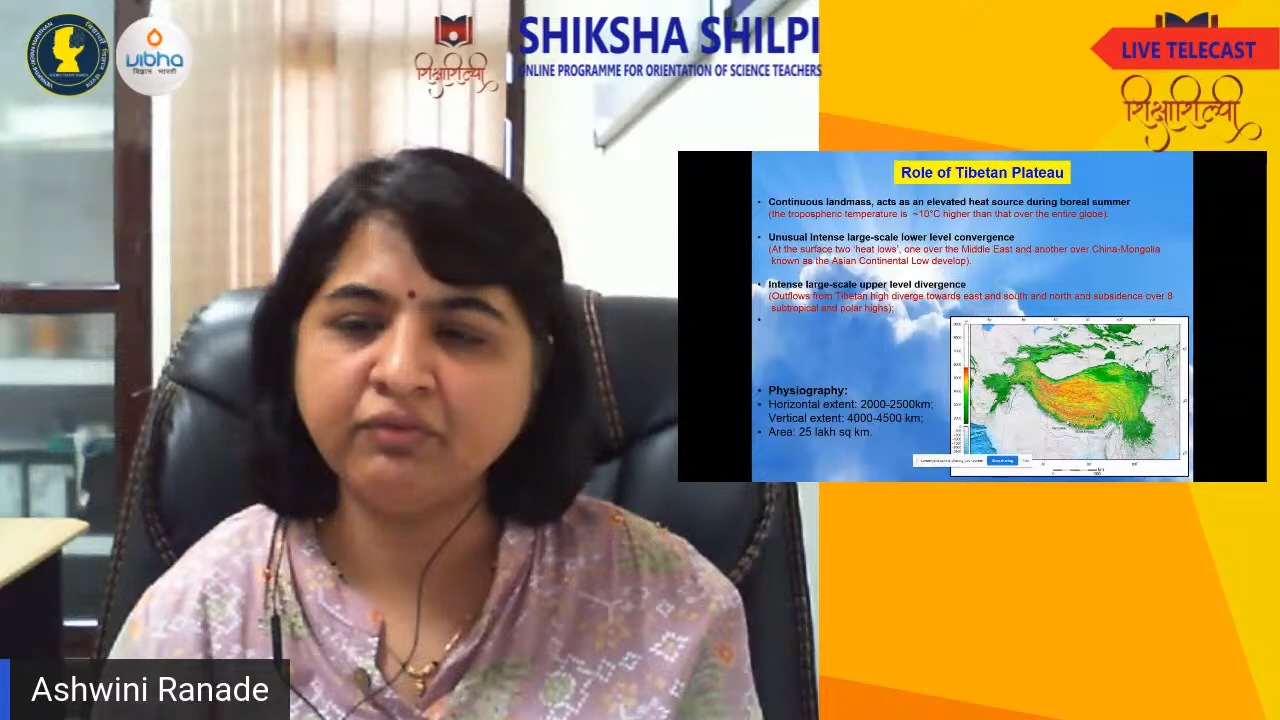 vibha
विज्ञान भारती
शिक्षाशिल्पी
SHIKSHA SHILPI
ONLINE PROGRAMME FOR ORIENTATION OF SCIENCE TEACHERS
LIVE TELECAST
शिक्षाशिल्पी
Role of Tibetan Plateau
• Continuous landmass, acts as an elevated heat source during boreal summer
(the tropospheric temperature is ~10°C higher than that over the entire globe).
• Unusual Intense large-scale lower level convergence
(At the surface two 'heat lows', one over the Middle East and another over China-Mongolia
known as the Asian Continental Low develop).
• Intense large-scale upper level divergence
(Outflows from Tibetan high diverge towards east and south and north and subsidence over 8
subtropical and polar highs);
• Physiography:
• Horizontal extent: 2000-2500km;
Vertical extent: 4000-4500 km;
• Area: 25 lakh sq km.
Ashwini Ranade